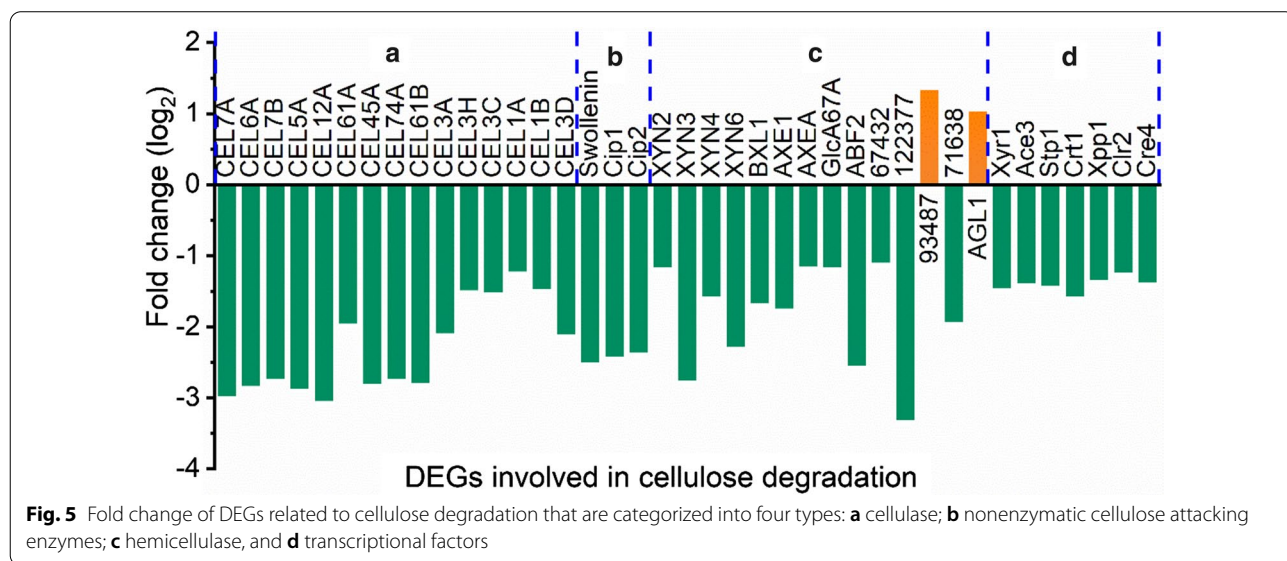 2
1
0
-1
-2
-3
-4
Fold change (log₂)
a
b
c
d
CEL7A
CEL6A
CEL7B
CEL5A
CEL12A
CEL61A
CEL45A
CEL74A
CEL61B
CEL3A
CEL3H
CEL3C
CEL1A
CEL1B
CEL3D
Swollenin
Cip1
Cip2
XYN2
XYN3
XYN4
XYN6
BXL1
AXE1
AXEA
GlcA67A
ABF2
67432
122377
93487
71638
AGL1
Xyr1
Ace3
Stp1
Crt1
Xpp1
Clr2
Cre4
DEGs involved in cellulose degradation
Fig. 5 Fold change of DEGs related to cellulose degradation that are categorized into four types: a cellulase; b nonenzymatic cellulose attacking
enzymes; c hemicellulase, and d transcriptional factors